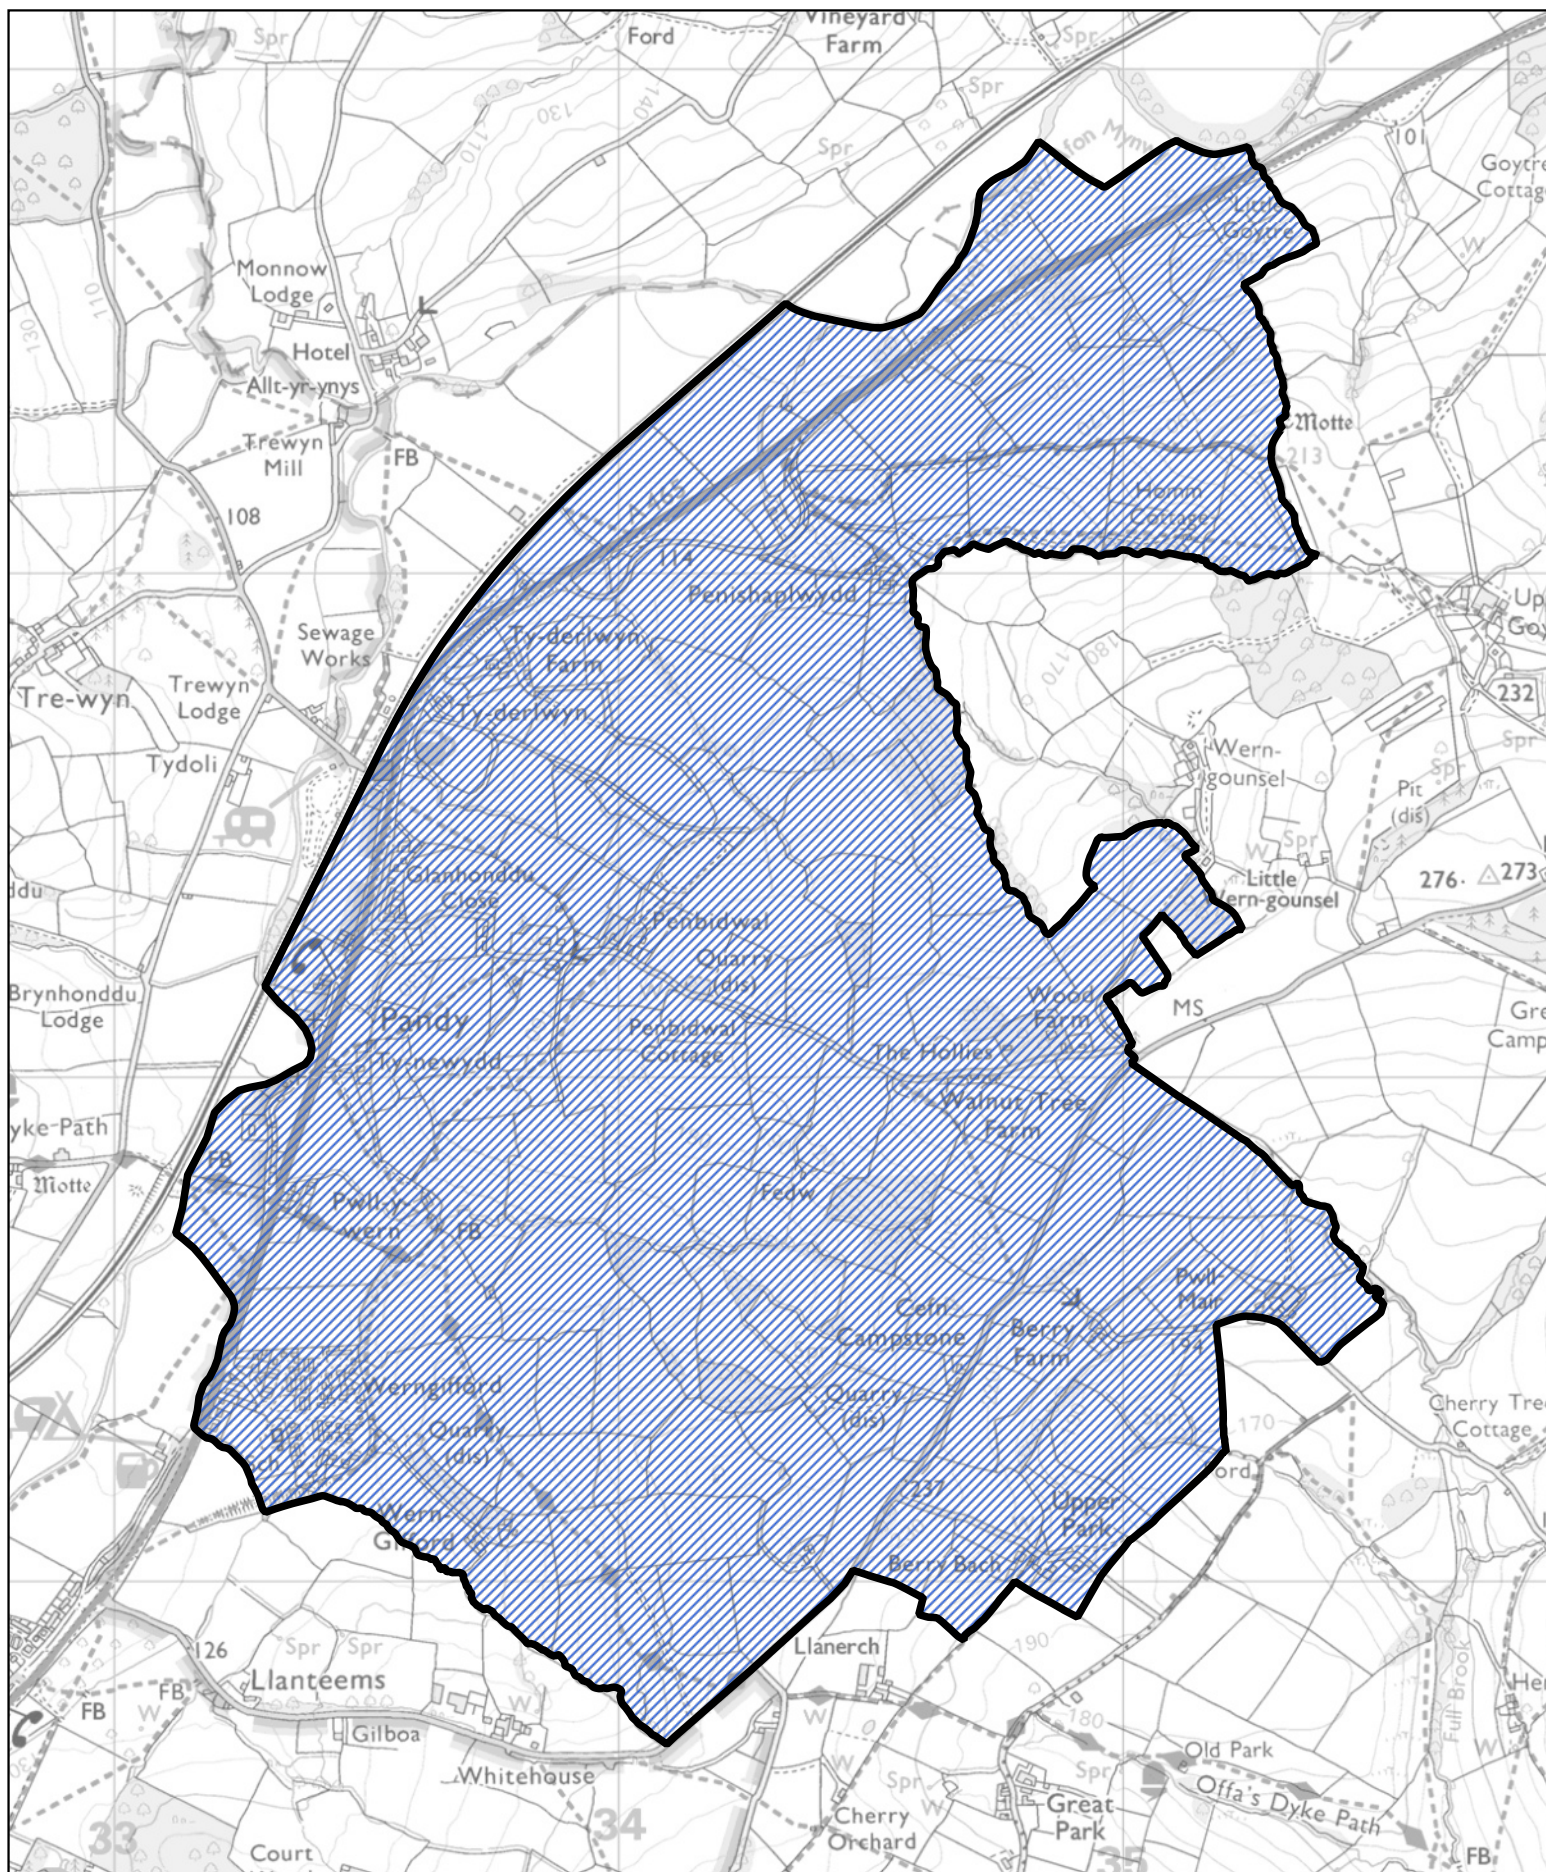 Spr
Ford
Vineyard
Farm
Spr
Spr
130
140
110
Spr
101
Goytre
Cottage
Little
Goytre
W
110
130
Monnow
Lodge
Hotel
Allt-yr-ynys
Trewyn
Mill
FB
Motte
213
A 465
Homm
Cottage
108
114
Penishaplwydd
Sewage
Works
Ty-derlwyn
Farm
Ty-derlwyn
170
180
Tre-wyn
Trewyn
Lodge
232
Tydoli
Wern-
gounsel
Spr
Spr
Pit
(dis)
W
Spr
Little
Wern-gounsel
276
273
Glanhonddu
Close
Penbidwal
Quarry
(dis)
Brynhonddu
Lodge
Wood
Farm
MS
Pandy
Penbidwal
Cottage
Ty-newydd
The Hollies
Walnut Tree
Farm
yke-Path
Motte
FB
Pwll-y-
wern
FB
Fedw
Pwll-
Mair
Cefn
Campstone
Berry
Farm
194
Werngifford
Quarry
(dis)
Quarry
(dis)
Spr
170
Cherry Tree
Cottage
237
Wern-
Gifford
Upper
Park
Berry Bach
126
Spr
Spr
Llanteems
Llanerch
190
FB
FB
W
W
W
Gilboa
180
Full Brook
Whitehouse
Old Park
Spr
Spr
W
W
W
Offa's Dyke Path
Cherry
Orchard
Great
Park
33
34
35
Court
FB